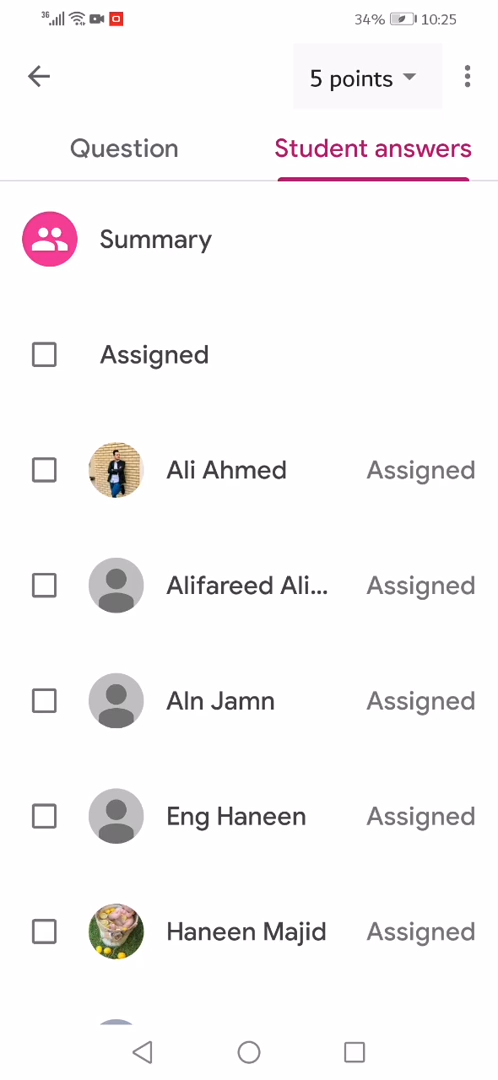 3G 34% 10:25
5 points
Question Student answers
Summary
Assigned
Ali Ahmed Assigned
Alifareed Ali... Assigned
Aln Jamn Assigned
Eng Haneen Assigned
Haneen Majid Assigned